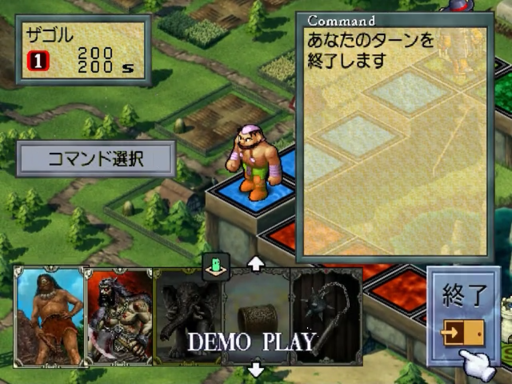 ザゴル
1
200
200 s
Command
あなたのターンを
終了します
コマンド選択
DEMO PLAY
終了